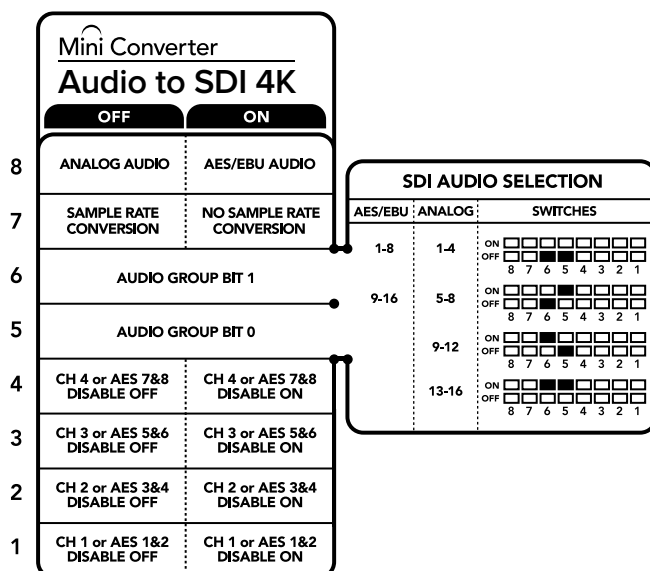 Mini Converter
Audio to SDI 4K
OFF ON
8 ANALOG AUDIO AES/EBU AUDIO
7 SAMPLE RATE CONVERSION NO SAMPLE RATE CONVERSION
6 AUDIO GROUP BIT 1
5 AUDIO GROUP BIT 0
4 CH 4 or AES 7&8 DISABLE OFF CH 4 or AES 7&8 DISABLE ON
3 CH 3 or AES 5&6 DISABLE OFF CH 3 or AES 5&6 DISABLE ON
2 CH 2 or AES 3&4 DISABLE OFF CH 2 or AES 3&4 DISABLE ON
1 CH 1 or AES 1&2 DISABLE OFF CH 1 or AES 1&2 DISABLE ON
SDI AUDIO SELECTION
AES/EBU ANALOG SWITCHES
1-8 1-4
ON
OFF
8 7 6 5 4 3 2 1
9-16 5-8
ON
OFF
8 7 6 5 4 3 2 1
9-12
ON
OFF
8 7 6 5 4 3 2 1
13-16
ON
OFF
8 7 6 5 4 3 2 1